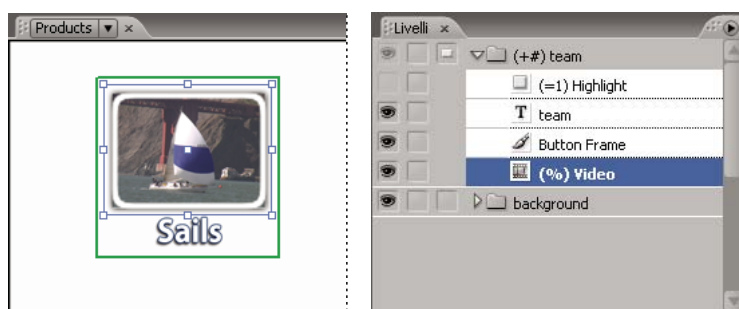 Products
Sails
Livelli
(+#) team
(=1) Highlight
T team
Button Frame
(%) Video
background